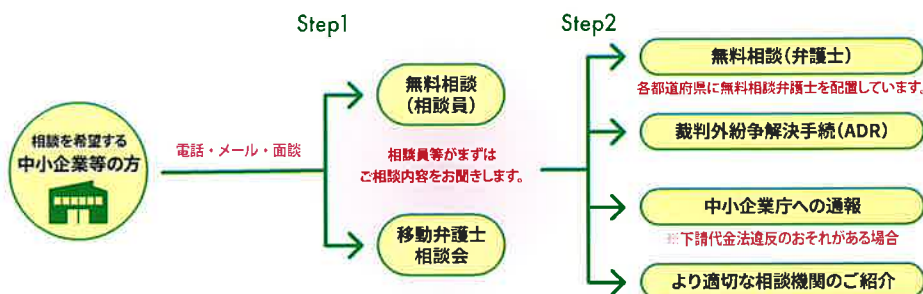 Step1
Step2
相談を希望する
中小企業等の方
電話・メール・面談
無料相談
(相談員)
相談員等がまずは
ご相談内容をお聞きします。
移動弁護士
相談会
無料相談(弁護士)
各都道府県に無料相談弁護士を配置しています。
裁判外紛争解決手続(ADR)
中小企業庁への通報
※下請代金法違反のおそれがある場合
より適切な相談機関のご紹介